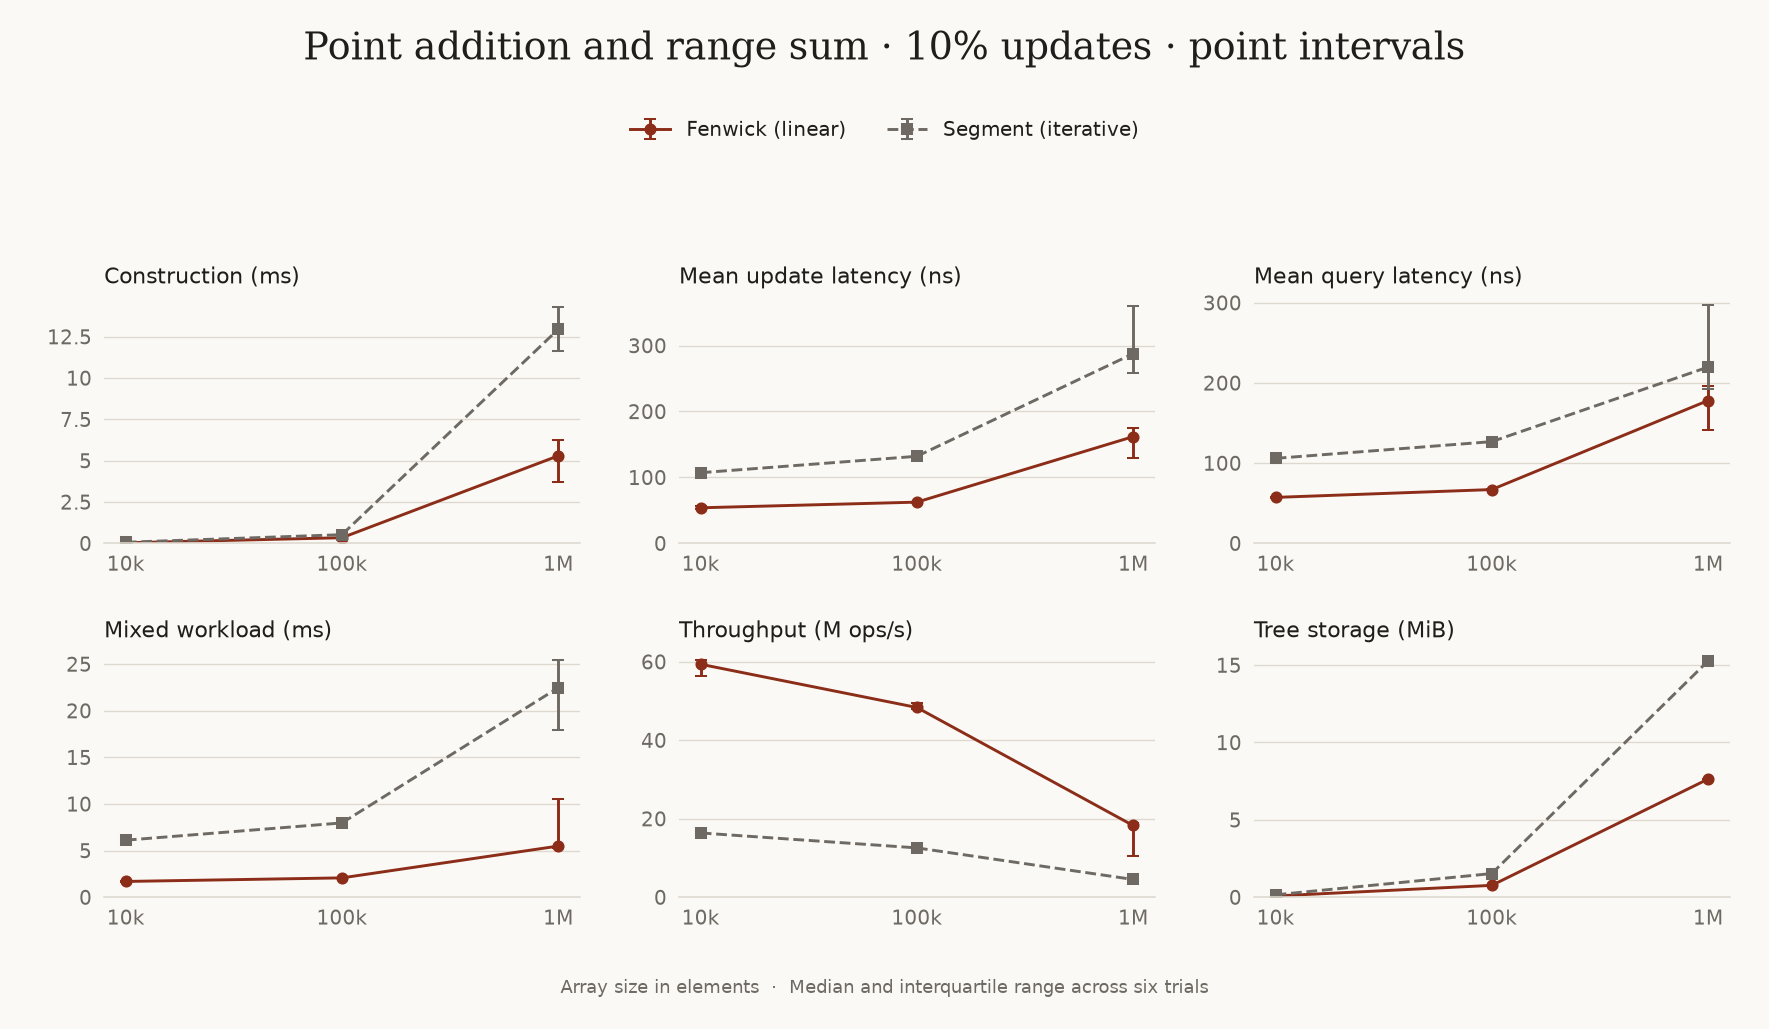 Point addition and range sum · 10% updates · point intervals
Fenwick (linear) Segment (iterative)
Construction (ms)
12.5
10
7.5
5
2.5
0
10k 100k 1M
Mean update latency (ns)
300
200
100
0
10k 100k 1M
Mean query latency (ns)
300
200
100
0
10k 100k 1M
Mixed workload (ms)
25
20
15
10
5
0
10k 100k 1M
Throughput (M ops/s)
60
40
20
0
10k 100k 1M
Tree storage (MiB)
15
10
5
0
10k 100k 1M
Array size in elements · Median and interquartile range across six trials